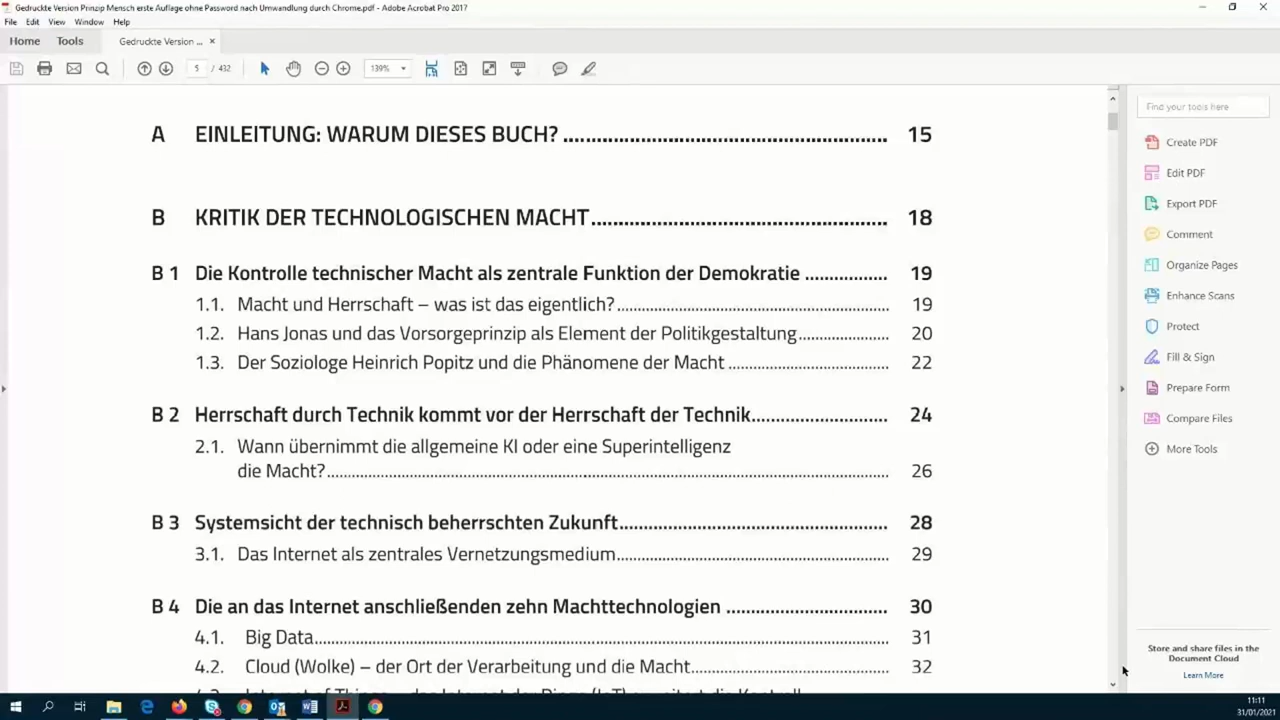 Gedruckte Version Prinzip Mensch erste Auflage ohne Password nach Umwandlung durch Chrome.pdf - Adobe Acrobat Pro 2017
File Edit View Window Help
Home Tools Gedruckte Version ... ×
5 / 432 139%
A EINLEITUNG: WARUM DIESES BUCH? ........................ 15
B KRITIK DER TECHNOLOGISCHEN MACHT ........................ 18
B 1 Die Kontrolle technischer Macht als zentrale Funktion der Demokratie ................ 19
1.1. Macht und Herrschaft – was ist das eigentlich? ........................ 19
1.2. Hans Jonas und das Vorsorgeprinzip als Element der Politikgestaltung ........................ 20
1.3. Der Soziologe Heinrich Popitz und die Phänomene der Macht ........................ 22
B 2 Herrschaft durch Technik kommt vor der Herrschaft der Technik ........................ 24
2.1. Wann übernimmt die allgemeine KI oder eine Superintelligenz
die Macht? ........................ 26
B 3 Systemsicht der technisch beherrschten Zukunft ........................ 28
3.1. Das Internet als zentrales Vernetzungsmedium ........................ 29
B 4 Die an das Internet anschließenden zehn Machttechnologien ........................ 30
4.1. Big Data ........................ 31
4.2. Cloud (Wolke) – der Ort der Verarbeitung und die Macht ........................ 32
Find your tools here
Create PDF
Edit PDF
Export PDF
Comment
Organize Pages
Enhance Scans
Protect
Fill & Sign
Prepare Form
Compare Files
More Tools
Store and share files in the
Document Cloud
Learn More
11:11
31/01/2021